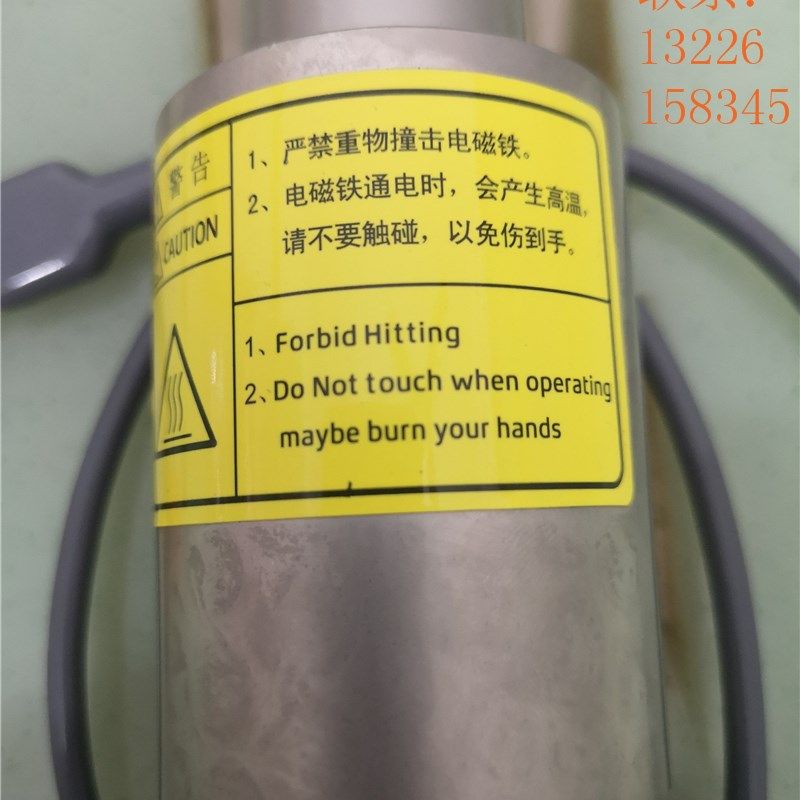 联系：
13226
158345
警告
CAUTION
1、严禁重物撞击电磁铁。
2、电磁铁通电时，会产生高温，
请不要触碰，以免伤到手。
1、Forbid Hitting
2、Do Not touch when operating
maybe burn your hands